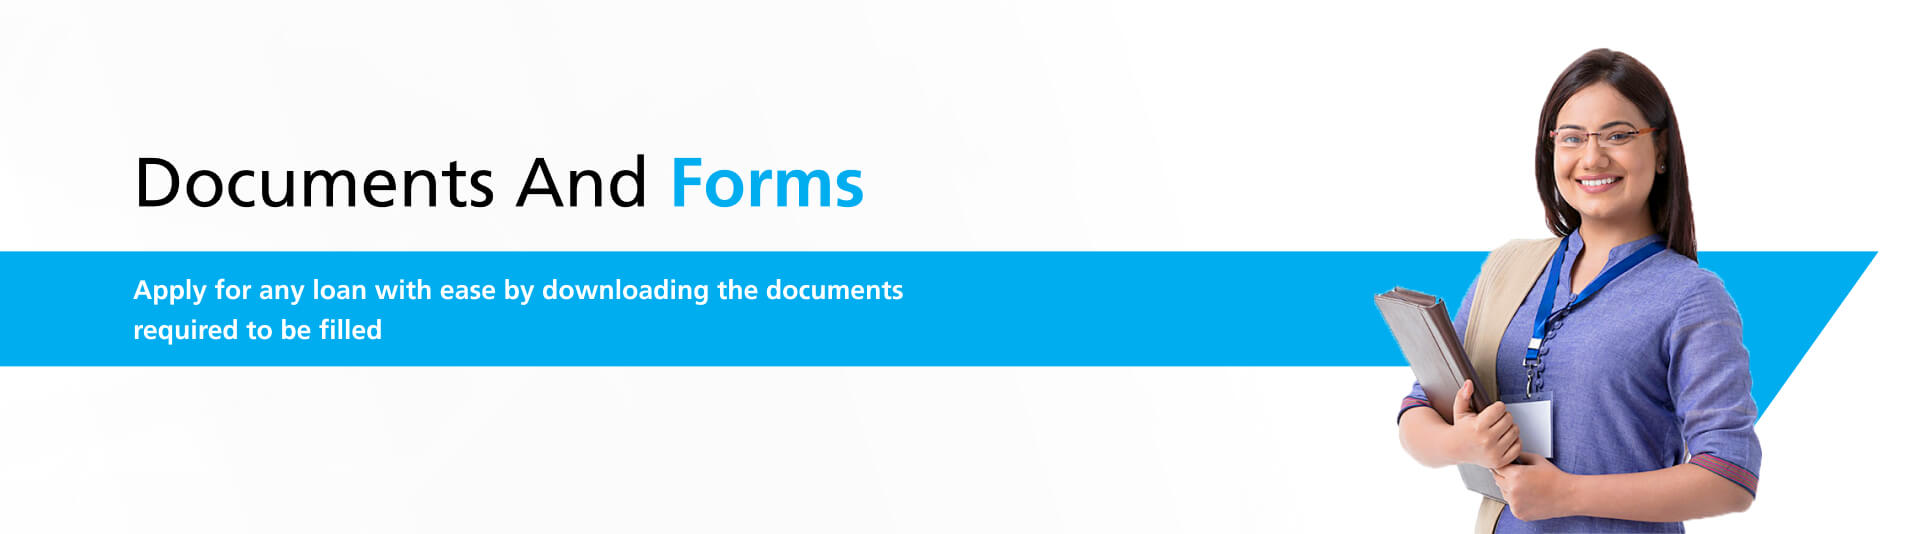 Documents And Forms
Apply for any loan with ease by downloading the documents
required to be filled